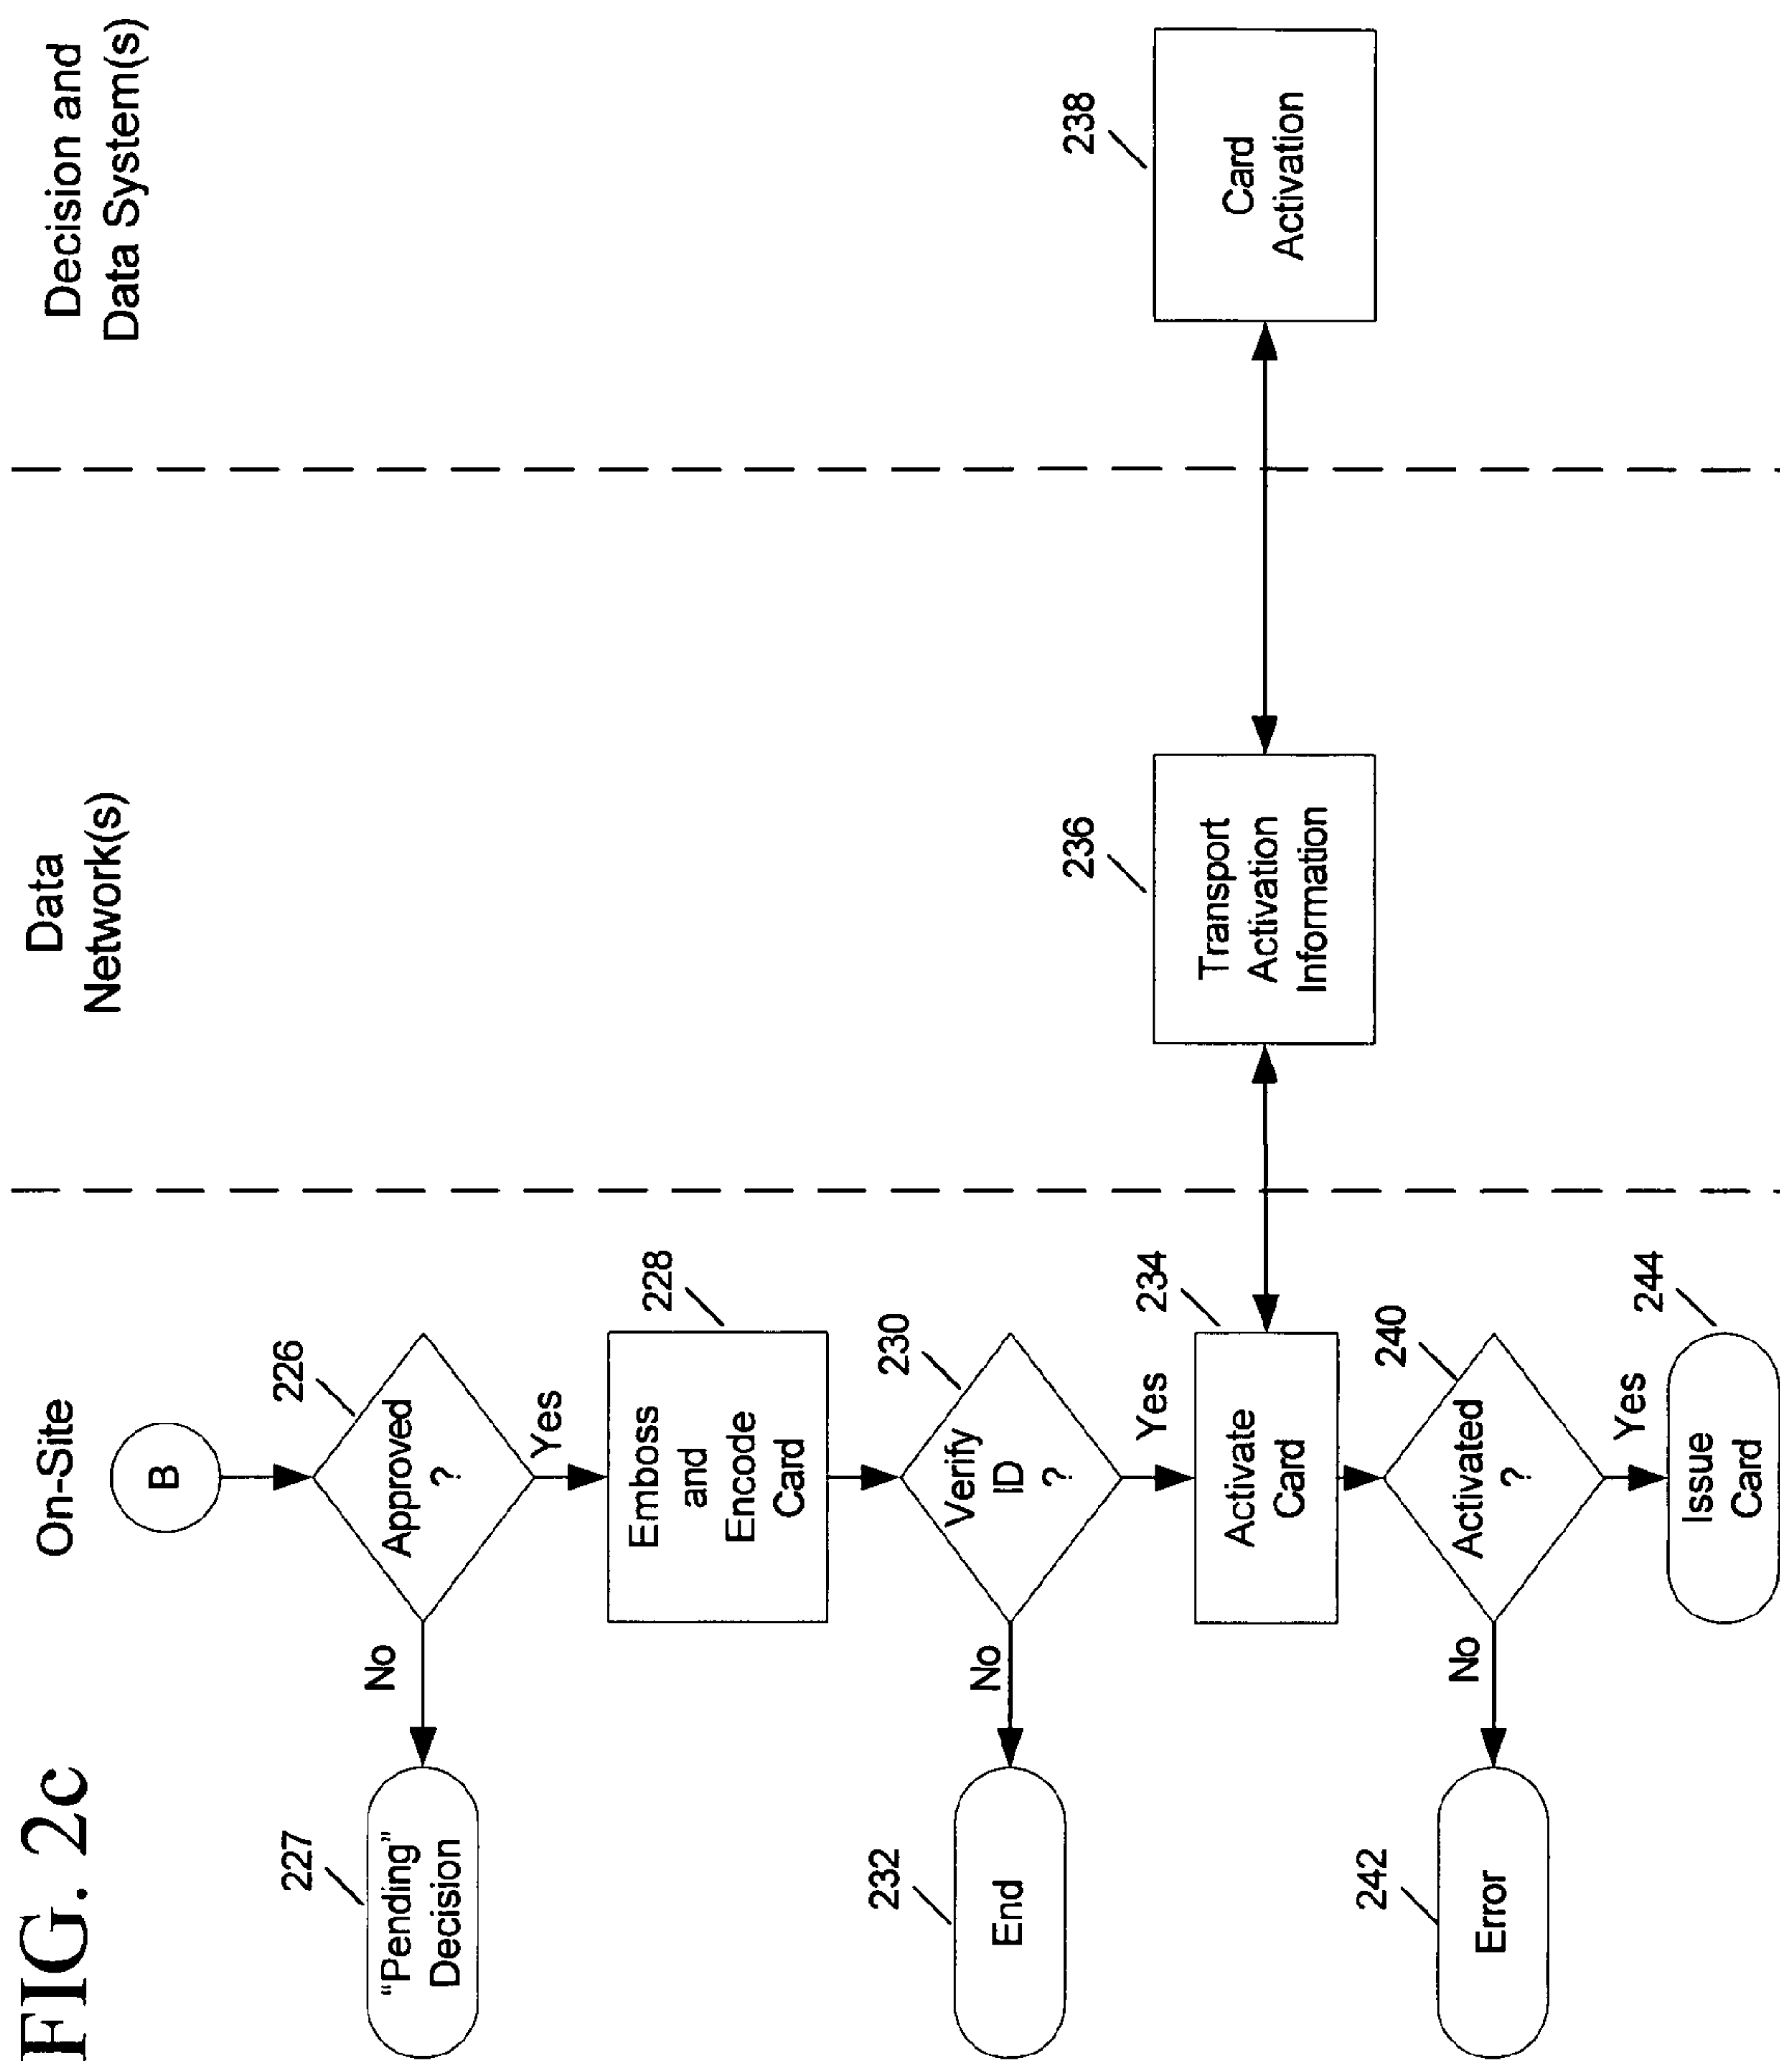 FIG. 2c
On-Site
Data
Network(s)
Decision and
Data System(s)
B
226
Approved
?
No
Yes
227
"Pending"
Decision
228
Emboss
and
Encode
Card
230
Verify
ID
?
No
Yes
232
End
234
Activate
Card
236
Transport
Activation
Information
238
Card
Activation
240
Activated
?
No
Yes
242
Error
244
Issue
Card